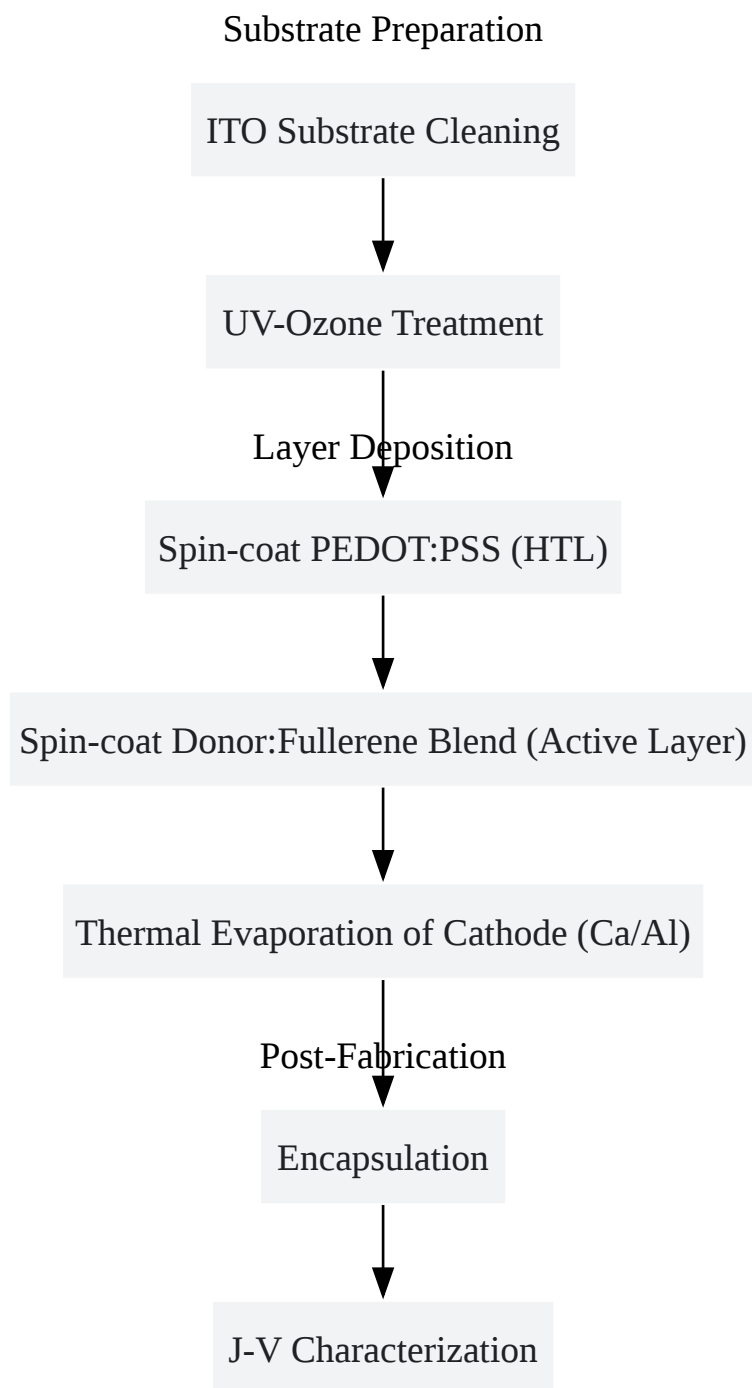 Substrate Preparation
ITO Substrate Cleaning
UV-Ozone Treatment
Layer Deposition
Spin-coat PEDOT:PSS (HTL)
Spin-coat Donor:Fullerene Blend (Active Layer)
Thermal Evaporation of Cathode (Ca/Al)
Post-Fabrication
Encapsulation
J-V Characterization